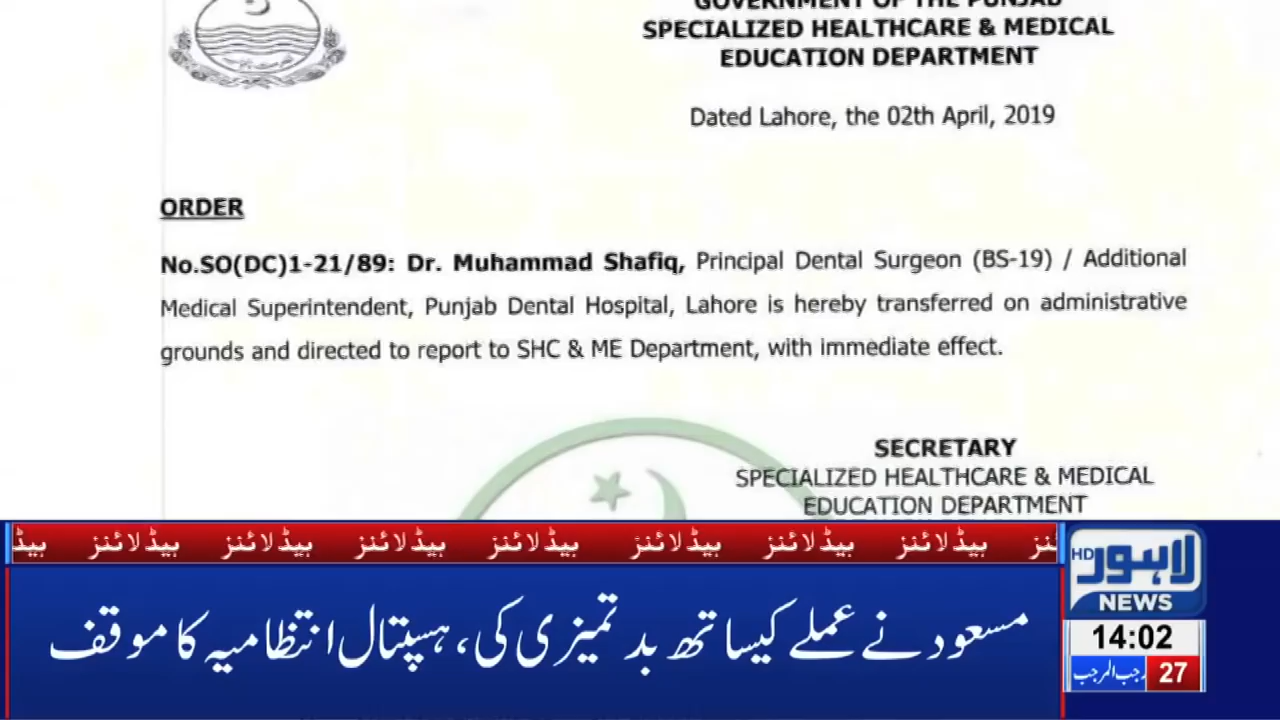 GOVERNMENT OF THE PUNJAB
SPECIALIZED HEALTHCARE & MEDICAL
EDUCATION DEPARTMENT
Dated Lahore, the 02th April, 2019
ORDER
No.SO(DC)1-21/89: Dr. Muhammad Shafiq, Principal Dental Surgeon (BS-19) / Additional
Medical Superintendent, Punjab Dental Hospital, Lahore is hereby transferred on administrative
grounds and directed to report to SHC & ME Department, with immediate effect.
SECRETARY
SPECIALIZED HEALTHCARE & MEDICAL
EDUCATION DEPARTMENT
ہیڈلائنز ہیڈلائنز ہیڈلائنز ہیڈلائنز ہیڈلائنز ہیڈلائنز ہیڈلائنز
لاہور HD
NEWS
مسعود نے عملے کیساتھ بدتمیزی کی، ہسپتال انتظامیہ کا موقف
14:02
27 رجب المرجب